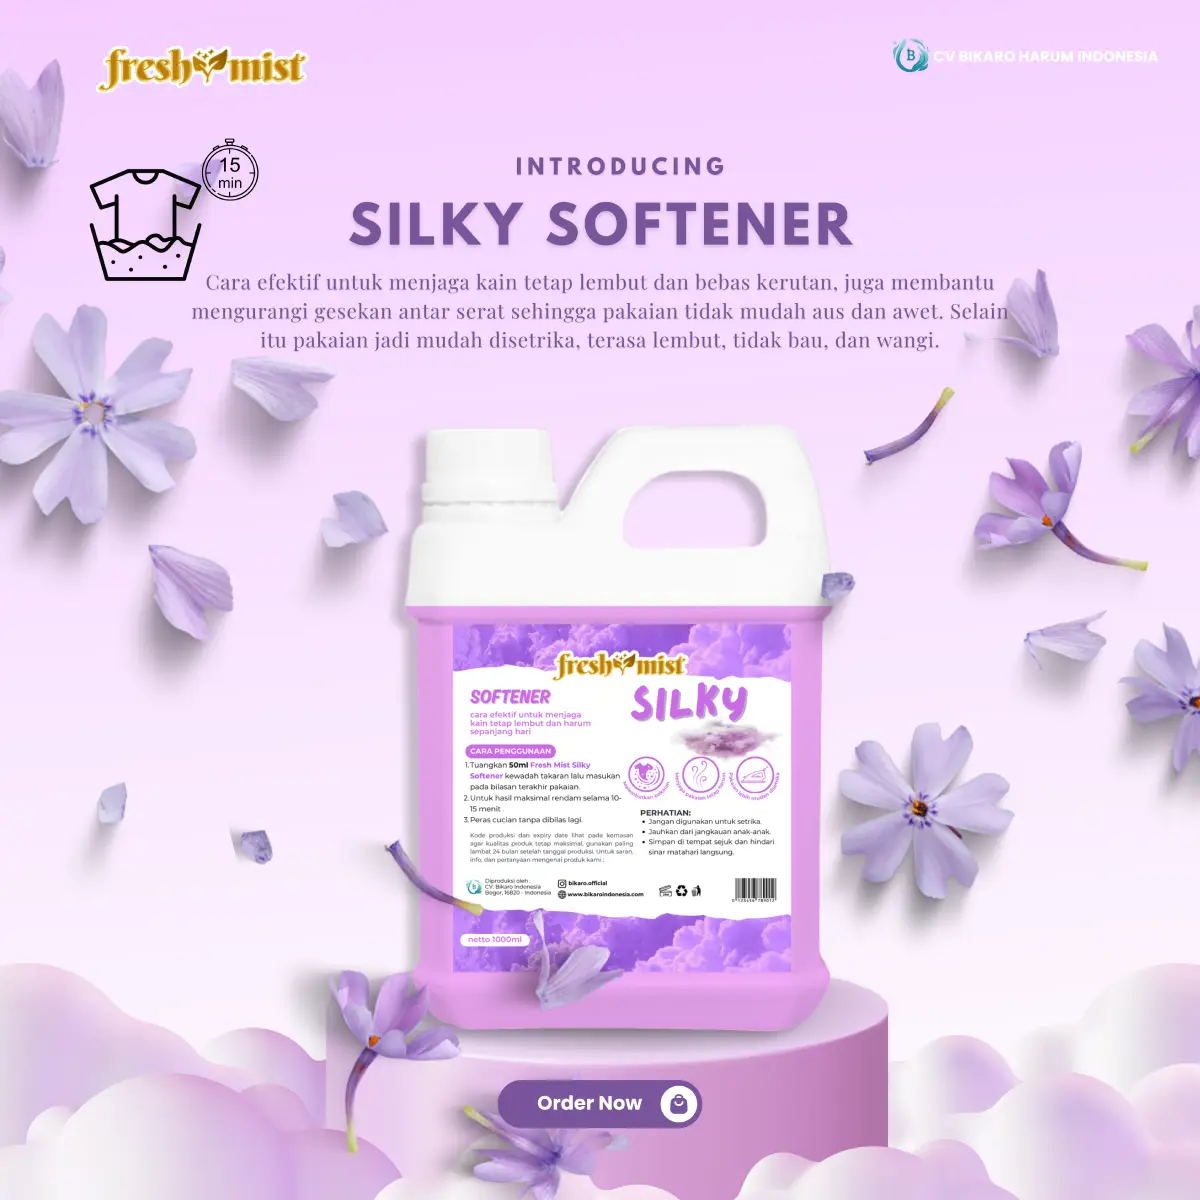 fresh mist
CV BIKARO HARUM INDONESIA
15
min
INTRODUCING
SILKY SOFTENER
Cara efektif untuk menjaga kain tetap lembut dan bebas kerutan, juga membantu
mengurangi gesekan antar serat sehingga pakaian tidak mudah aus dan awet. Selain
itu pakaian jadi mudah disetrika, terasa lembut, tidak bau, dan wangi.
fresh mist
SOFTENER
cara efektif untuk menjaga
kain tetap lembut dan harum
sepanjang hari
SILKY
CARA PENGGUNAAN
1. Tuangkan 50ml Fresh Mist Silky
Softener kewadah takaran lalu masukan
pada bilasan terakhir pakaian.
2. Untuk hasil maksimal rendam selama 10-
15 menit .
3. Peras cucian tanpa dibilas lagi.
Kode produksi dan expiry date lihat pada kemasan
agar kualitas produk tetap maksimal, gunakan paling
lambat 24 bulan setelah tanggal produksi. Untuk saran,
info, dan pertanyaan mengenai produk kami :
PERHATIAN:
Jangan digunakan untuk setrika.
Jauhkan dari jangkauan anak-anak.
Simpan di tempat sejuk dan hindari
sinar matahari langsung.
Diproduksi oleh :
CV. Bikaro Indonesia
Bogor, 16820 - Indonesia
bikaro.official
www.bikaroindonesia.com
netto 1000ml
Order Now